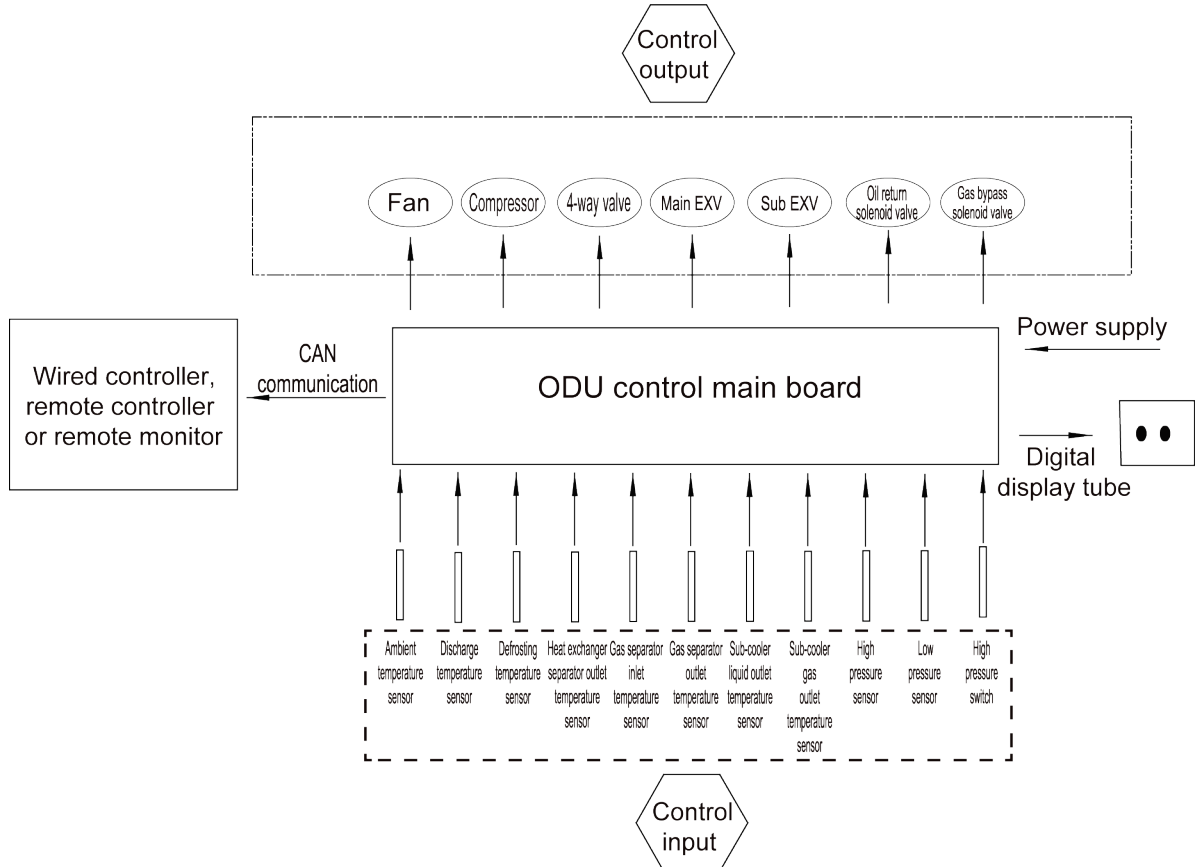 Control
output
Fan
Compressor
4-way valve
Main EXV
Sub EXV
Oil return
solenoid valve
Gas bypass
solenoid valve
Wired controller,
remote controller
or remote monitor
CAN
communication
ODU control main board
Power supply
Digital
display tube
Ambient
temperature
sensor
Discharge
temperature
sensor
Defrosting
temperature
sensor
Heat exchanger
separator outlet
temperature
sensor
Gas separator
inlet
temperature
sensor
Gas separator
outlet
temperature
sensor
Sub-cooler
liquid outlet
temperature
sensor
Sub-cooler
gas
outlet
temperature
sensor
High
pressure
sensor
Low
pressure
sensor
High
pressure
switch
Control
input